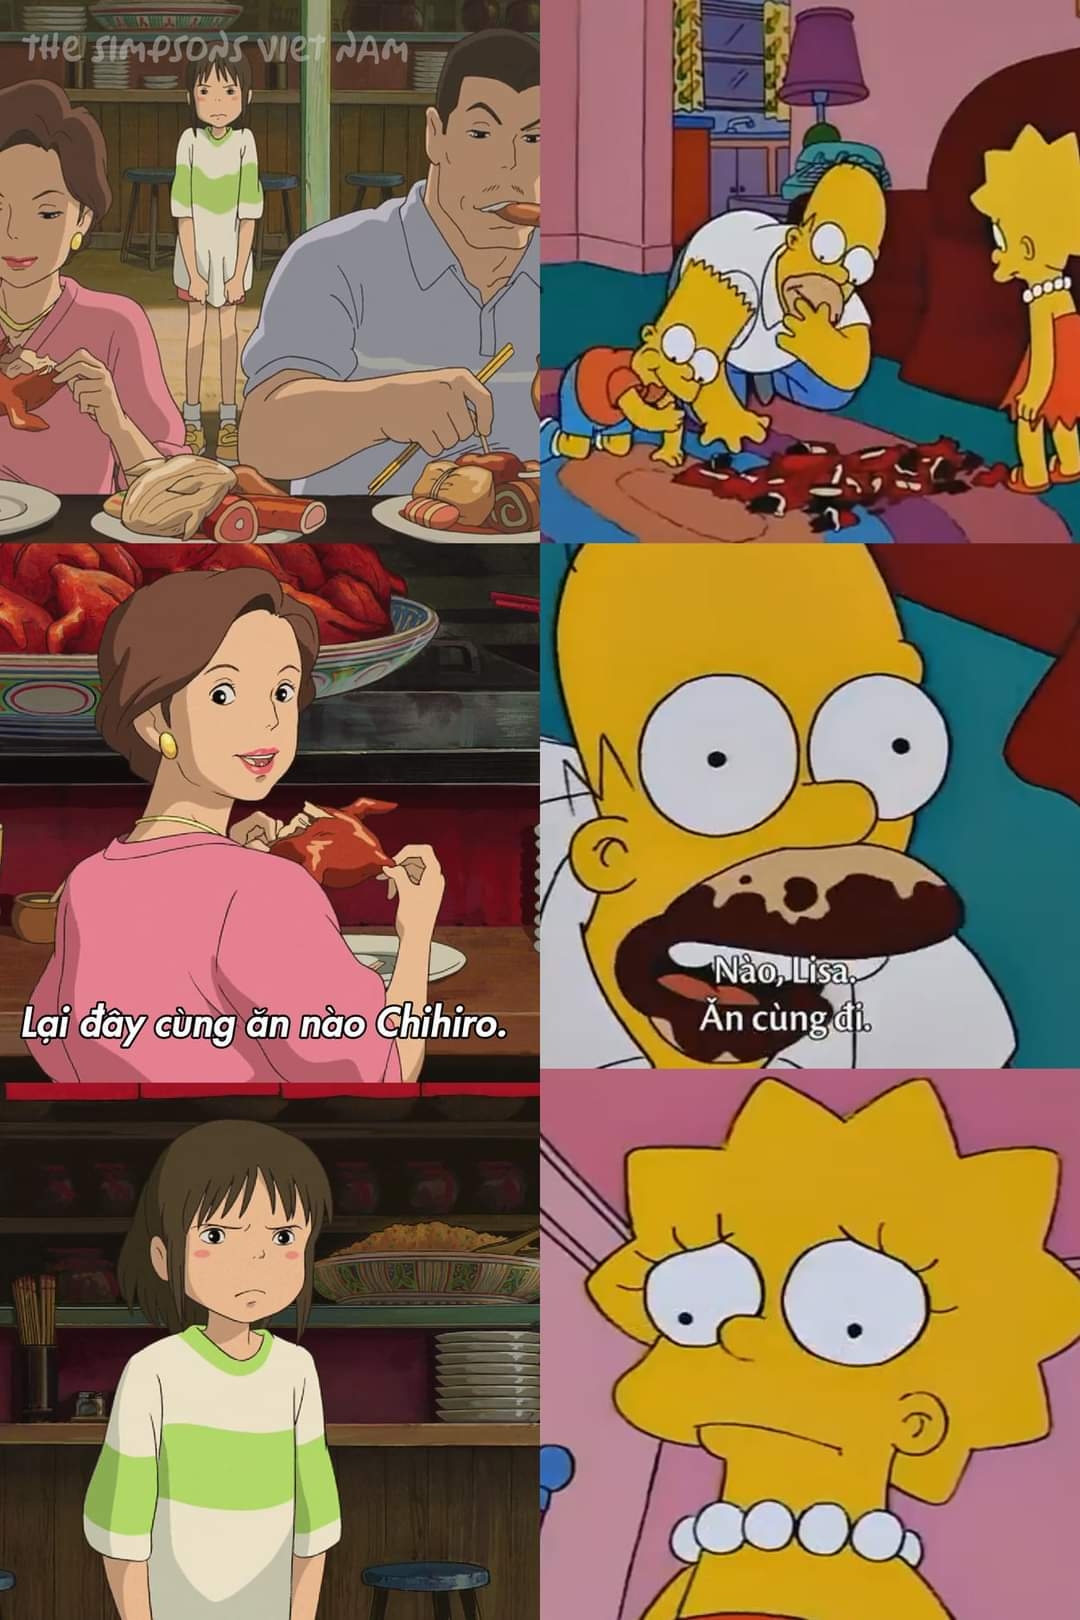 THE SIMPSONS VIET NAM
Lại đây cùng ăn nào Chihiro.
Nào, Lisa.
Ăn cùng đi.